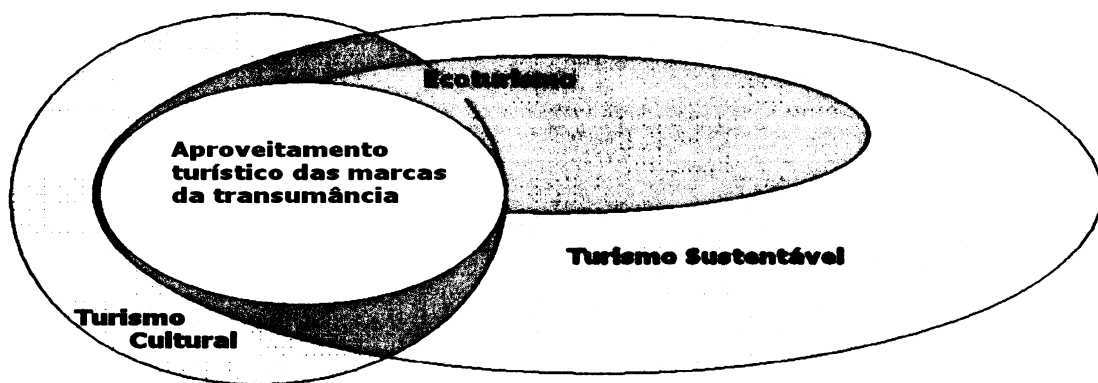 Ecoturismo
Aproveitamento
turístico das marcas
da transumância
Turismo Sustentável
Turismo
Cultural